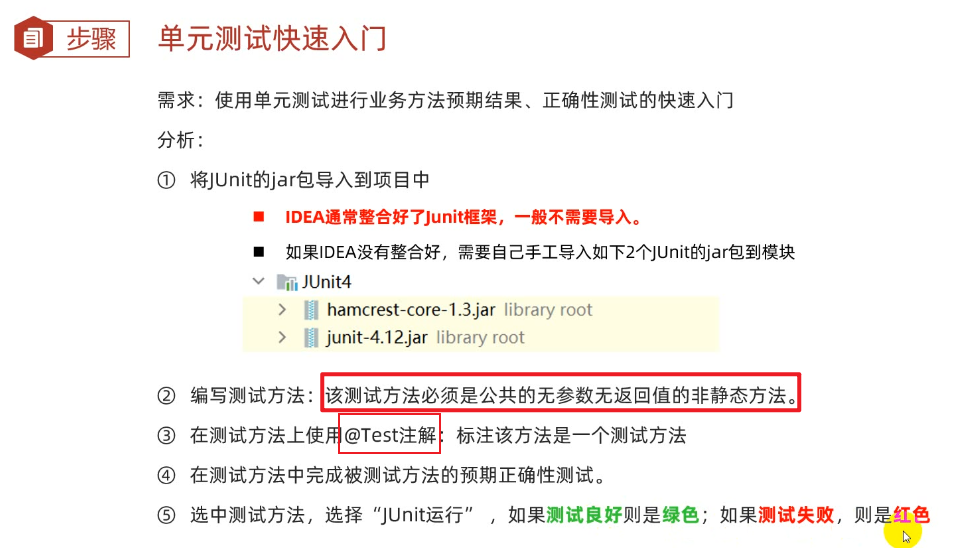 步骤
单元测试快速入门
需求：使用单元测试进行业务方法预期结果、正确性测试的快速入门
分析：
① 将JUnit的jar包导入到项目中
■ IDEA通常整合好了Junit框架，一般不需要导入。
■ 如果IDEA没有整合好，需要自己手工导入如下2个JUnit的jar包到模块
JUnit4
hamcrest-core-1.3.jar library root
junit-4.12.jar library root
② 编写测试方法：该测试方法必须是公共的无参数无返回值的非静态方法。
③ 在测试方法上使用@Test注解：标注该方法是一个测试方法
④ 在测试方法中完成被测试方法的预期正确性测试。
⑤ 选中测试方法，选择“JUnit运行” ，如果测试良好则是绿色；如果测试失败，则是红色